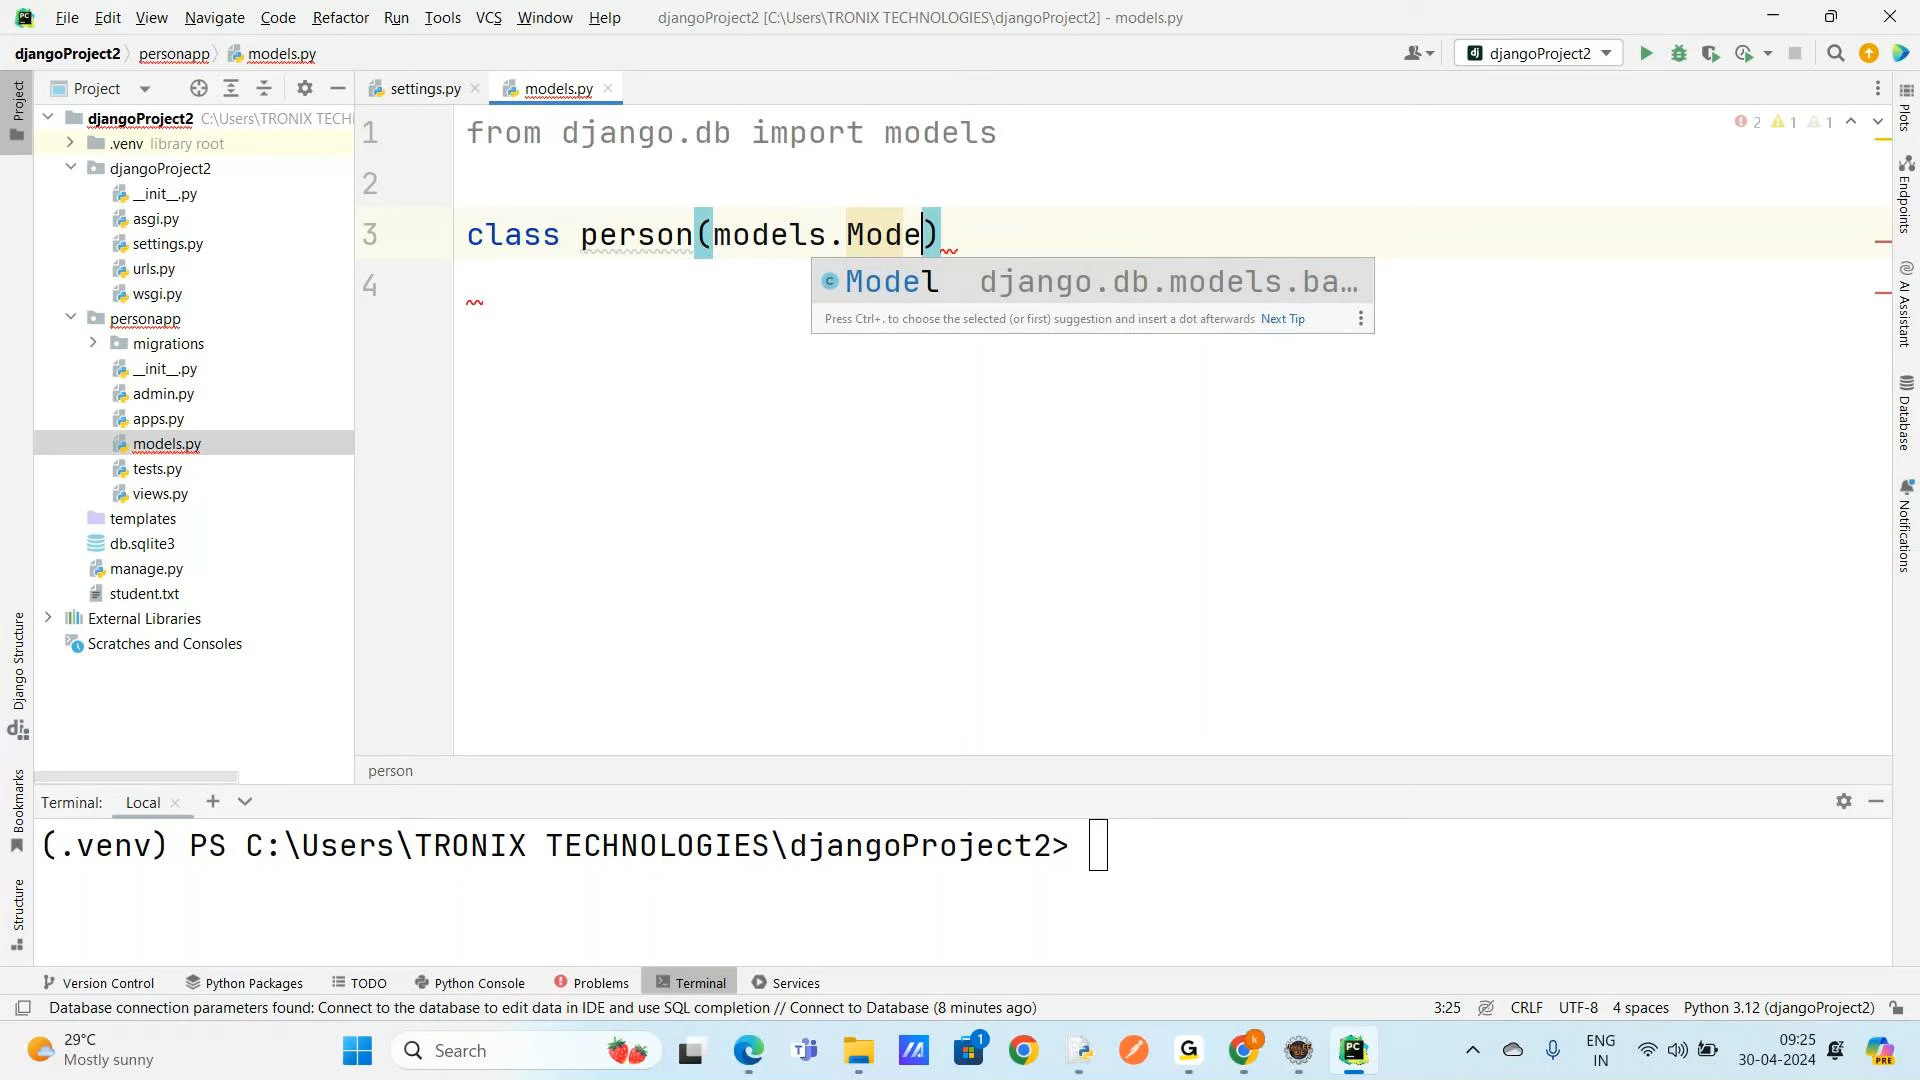 File Edit View Navigate Code Refactor Run Tools VCS Window Help djangoProject2 [C:\Users\TRONIX TECHNOLOGIES\djangoProject2] - models.py
djangoProject2 personapp models.py djangoProject2
Project settings.py models.py
djangoProject2 C:\Users\TRONIX TECH
.venv library root
djangoProject2
__init__.py
asgi.py
settings.py
urls.py
wsgi.py
personapp
migrations
__init__.py
admin.py
apps.py
models.py
tests.py
views.py
templates
db.sqlite3
manage.py
student.txt
External Libraries
Scratches and Consoles
1 from django.db import models
2
3 class person(models.Mode)
4
2 1 1
Model django.db.models.ba...
Press Ctrl+. to choose the selected (or first) suggestion and insert a dot afterwards Next Tip
person
Project
Django Structure
Bookmarks
Structure
Plots
Endpoints
AI Assistant
Database
Notifications
Terminal: Local
(.venv) PS C:\Users\TRONIX TECHNOLOGIES\djangoProject2>
Version Control Python Packages TODO Python Console Problems Terminal Services
Database connection parameters found: Connect to the database to edit data in IDE and use SQL completion // Connect to Database (8 minutes ago) 3:25 CRLF UTF-8 4 spaces Python 3.12 (djangoProject2)
29°C
Mostly sunny
Search
1
ENG
IN
09:25
30-04-2024
PRE